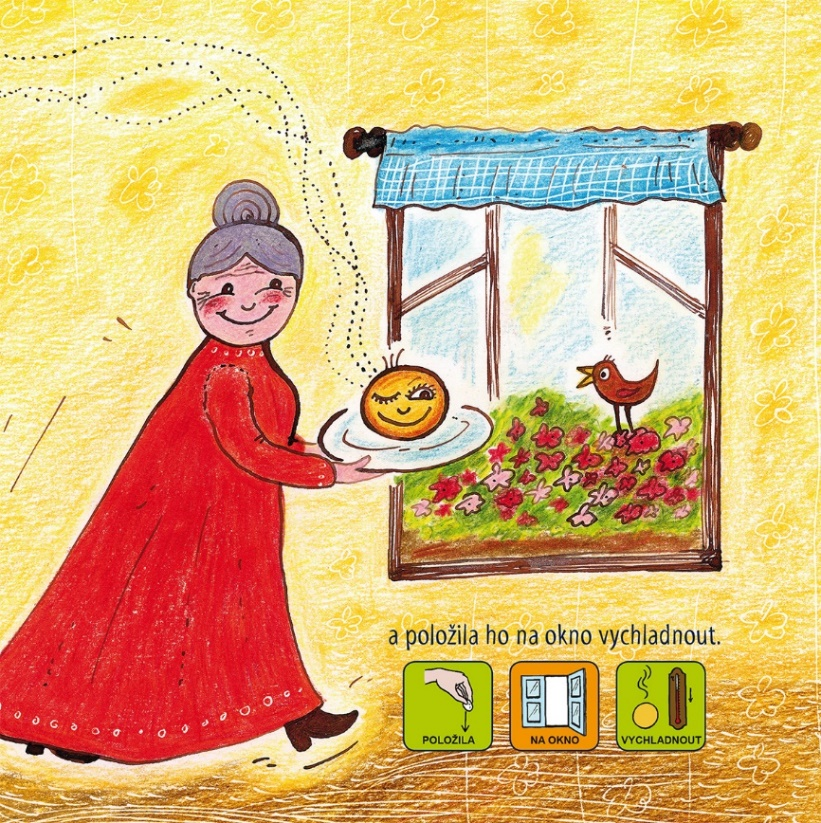 a položila ho na okno vychladnout.
POLOŽILA
NA OKNO
VYCHLADNOUT